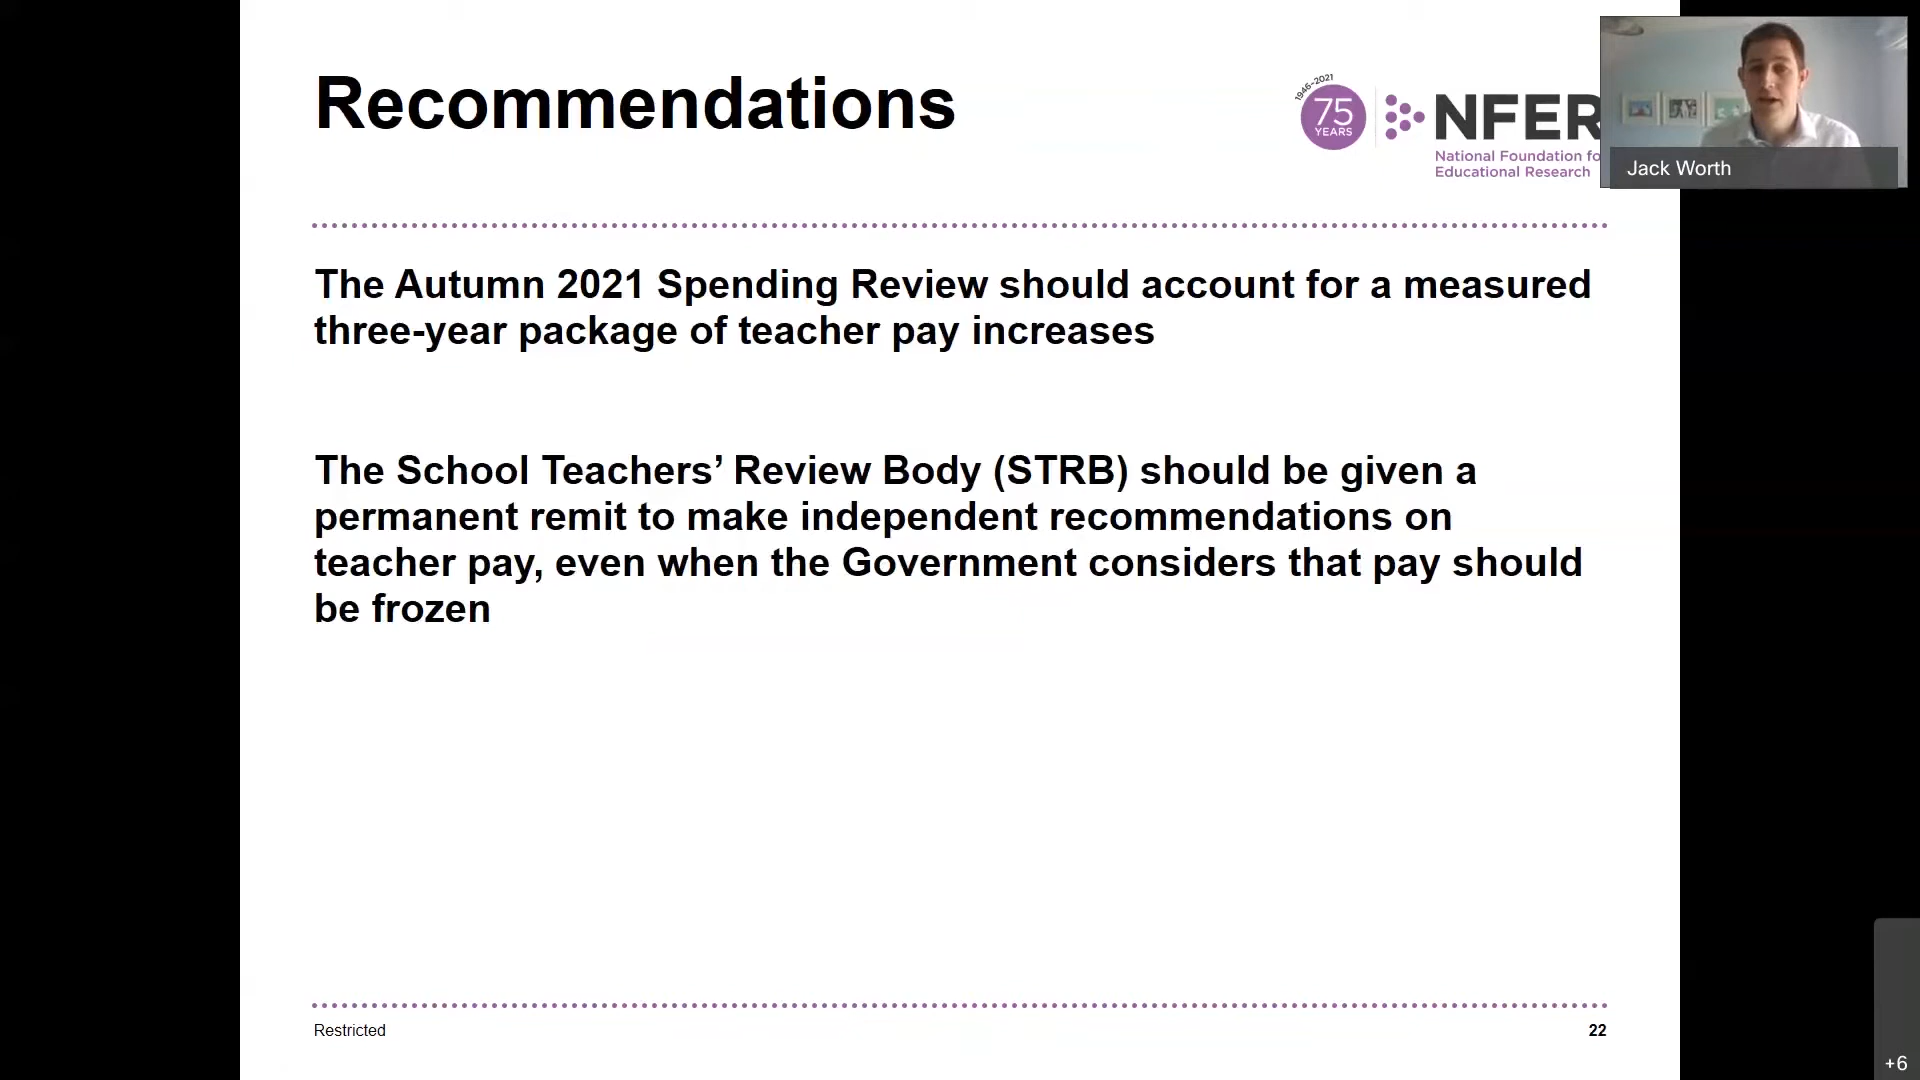 Recommendations
1946-2021
75
YEARS
NFER
National Foundation fo
Educational Research
Jack Worth
The Autumn 2021 Spending Review should account for a measured
three-year package of teacher pay increases
The School Teachers’ Review Body (STRB) should be given a
permanent remit to make independent recommendations on
teacher pay, even when the Government considers that pay should
be frozen
Restricted
22
+6